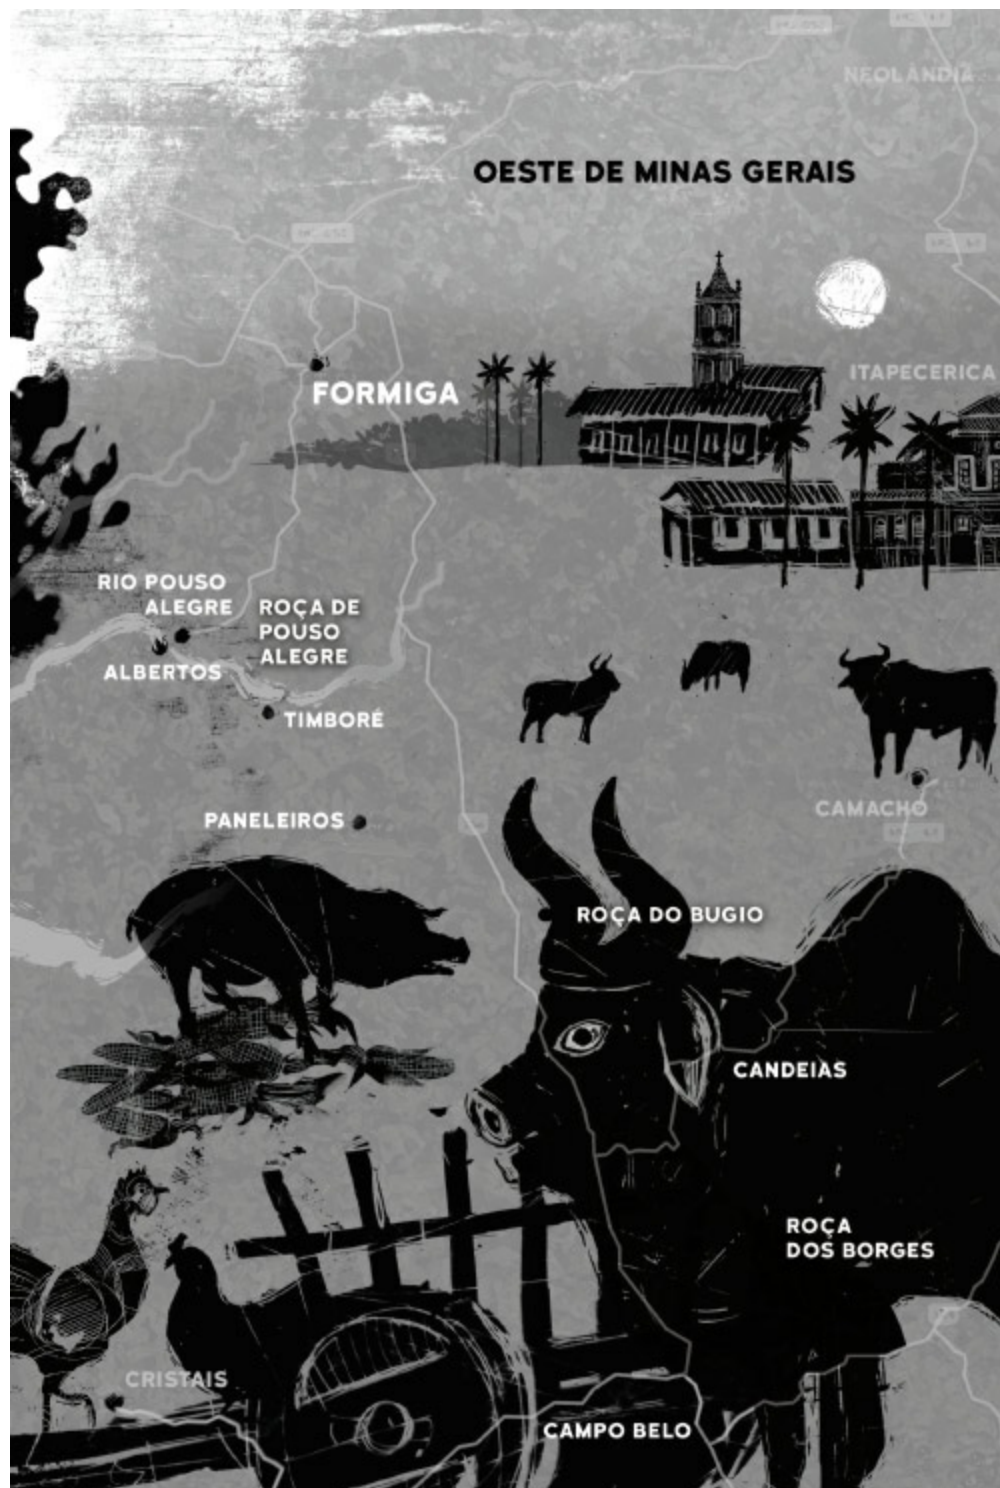 NEOLÂNDIA
OESTE DE MINAS GERAIS
ITAPECERICA
FORMIGA
RIO POUSO
ALEGRE
ROÇA DE
POUSO
ALEGRE
ALBERTOS
TIMBORÉ
CAMACHO
PANELEIROS
ROÇA DO BUGIO
CANDEIAS
ROÇA
DOS BORGES
CRISTAIS
CAMPO BELO